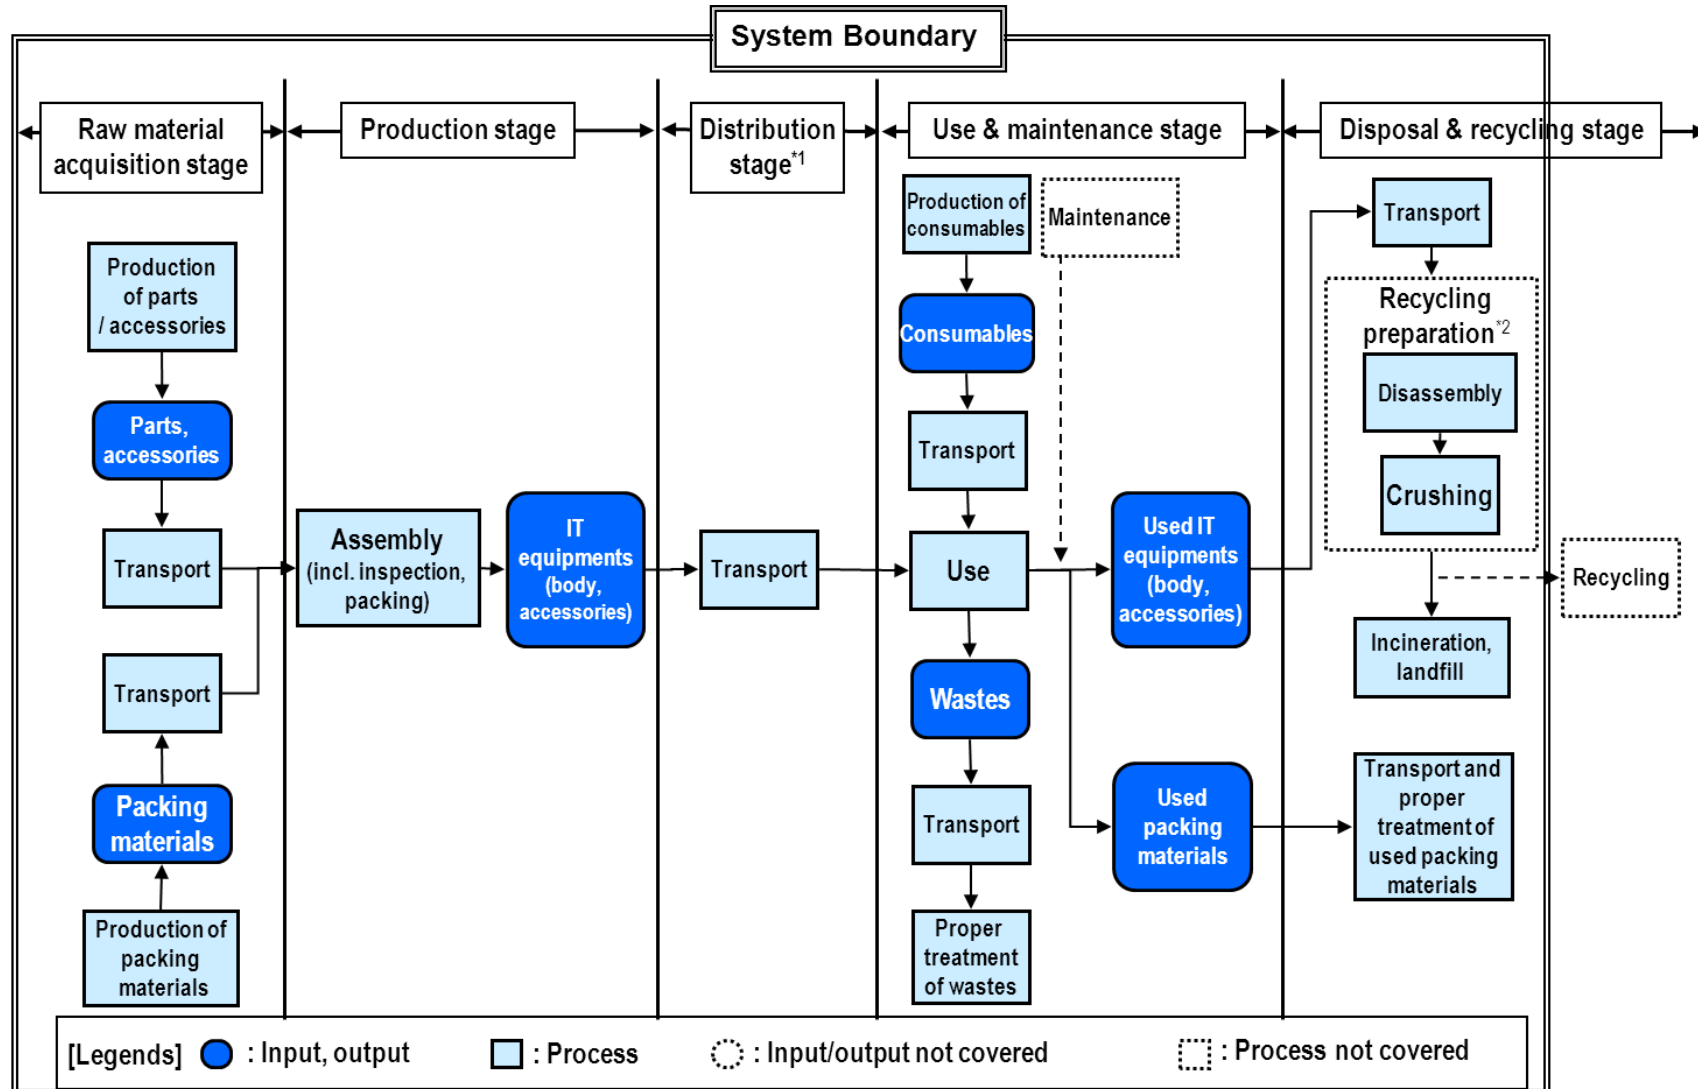 System Boundary
Raw material
acquisition stage
Production stage
Distribution
stage*1
Use & maintenance stage
Disposal & recycling stage
Production
of parts
/ accessories
Parts,
accessories
Transport
Transport
Packing
materials
Production of
packing
materials
Assembly
(incl. inspection,
packing)
IT
equipments
(body,
accessories)
Transport
Production of
consumables
Maintenance
Consumables
Transport
Use
Wastes
Transport
Proper
treatment
of wastes
Used IT
equipments
(body,
accessories)
Used
packing
materials
Transport
Recycling
preparation*2
Disassembly
Crushing
Recycling
Incineration,
landfill
Transport and
proper
treatment of
used packing
materials
[Legends] : Input, output : Process : Input/output not covered : Process not covered